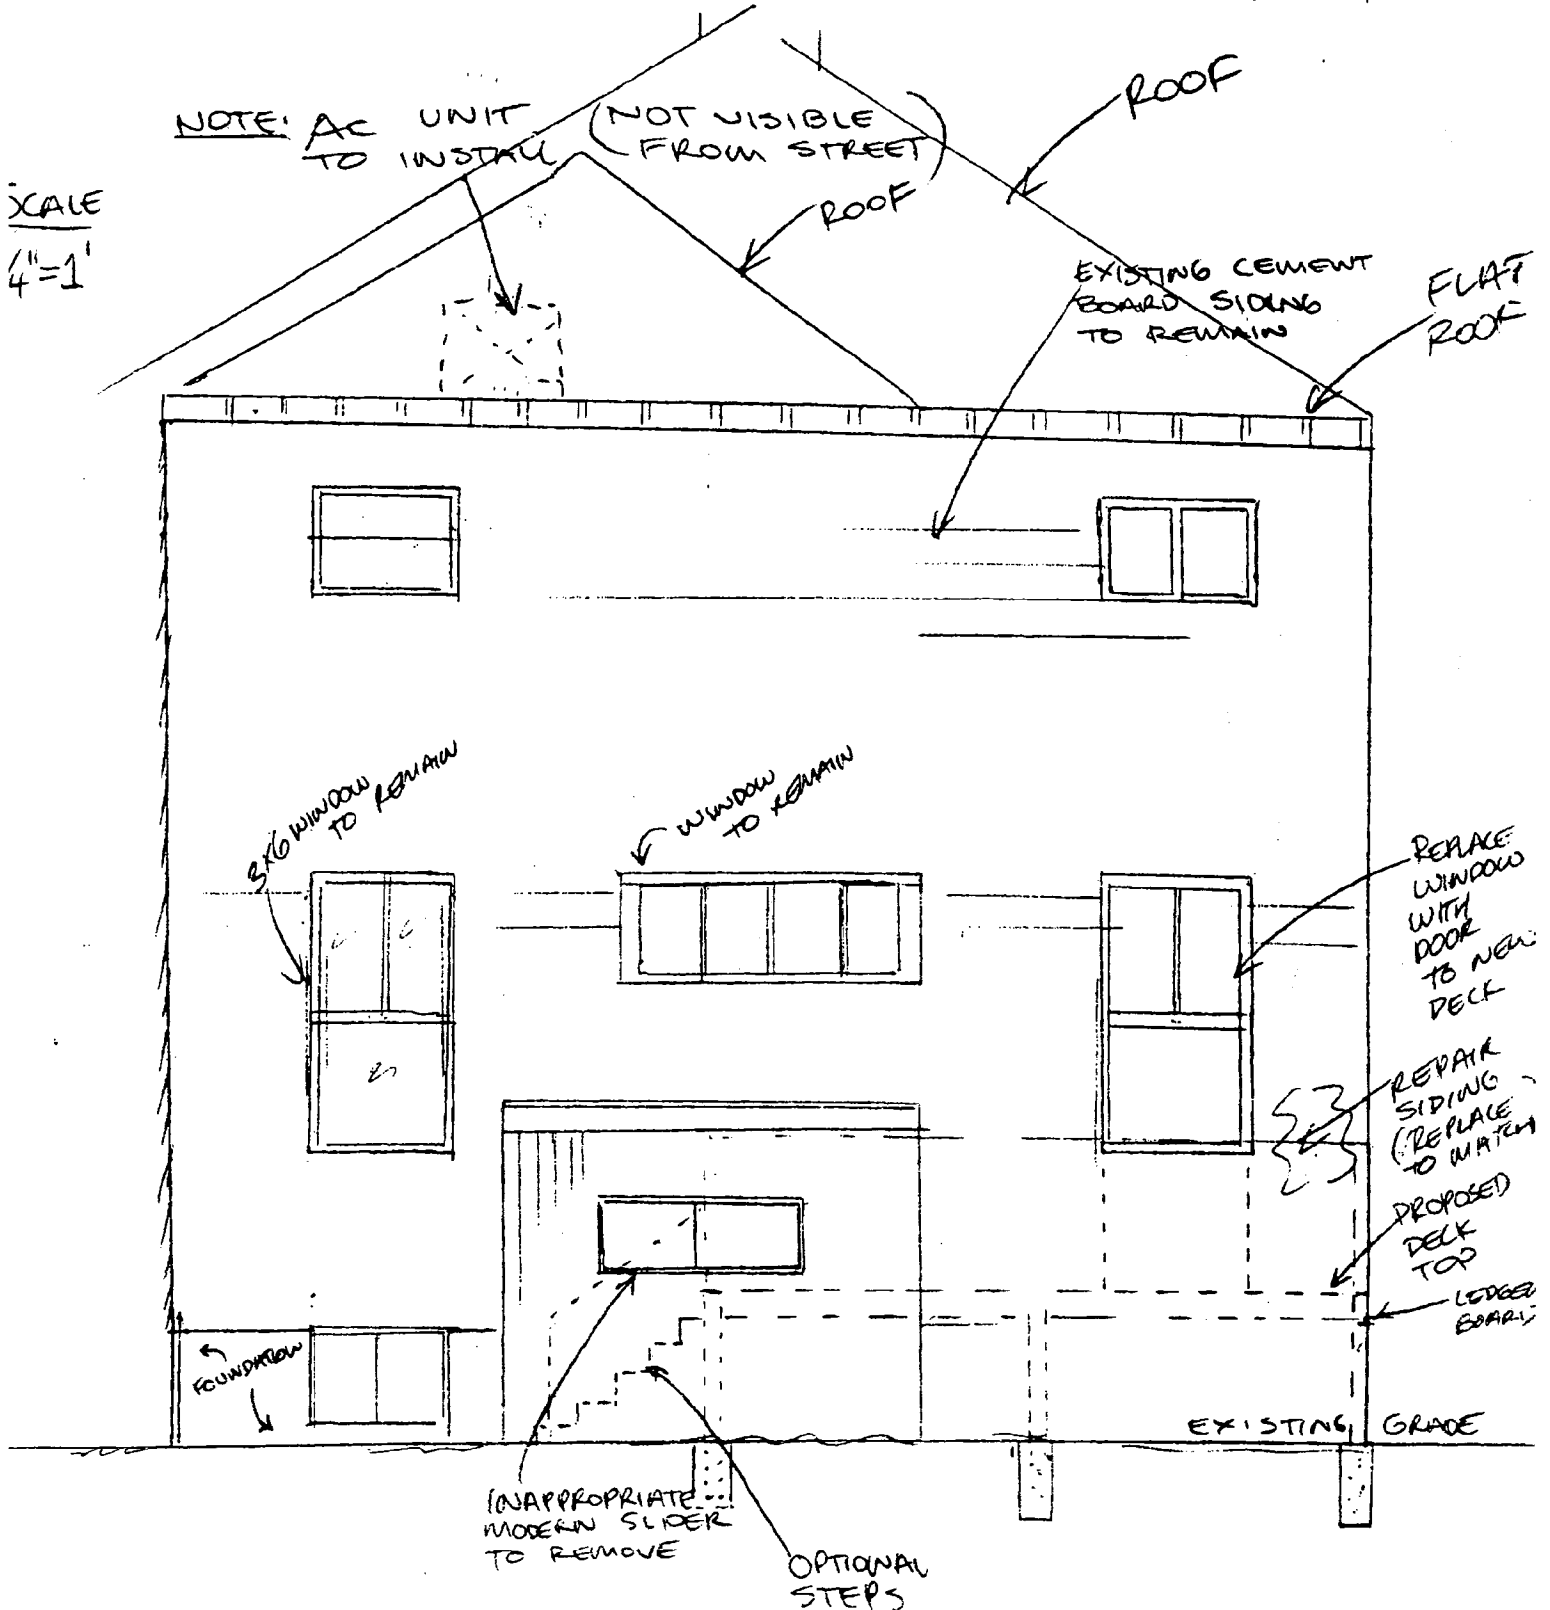 NOTE: AC UNIT
TO INSTALL
(NOT VISIBLE
FROM STREET)
ROOF
ROOF
SCALE
/4"=1'
EXISTING CEMENT
BOARD SIDING
TO REMAIN
FLAT
ROOF
3x6 WINDOW
TO REMAIN
WINDOW
TO REMAIN
REPLACE
WINDOW
WITH
DOOR
TO NEW
DECK
REPAIR
SIDING
(REPLACE
TO MATCH
PROPOSED
DECK
TOP
LEDGER
BOARD
FOUNDATION
EXISTING GRADE
INAPPROPRIATE
MODERN SLIDER
TO REMOVE
OPTIONAL
STEPS